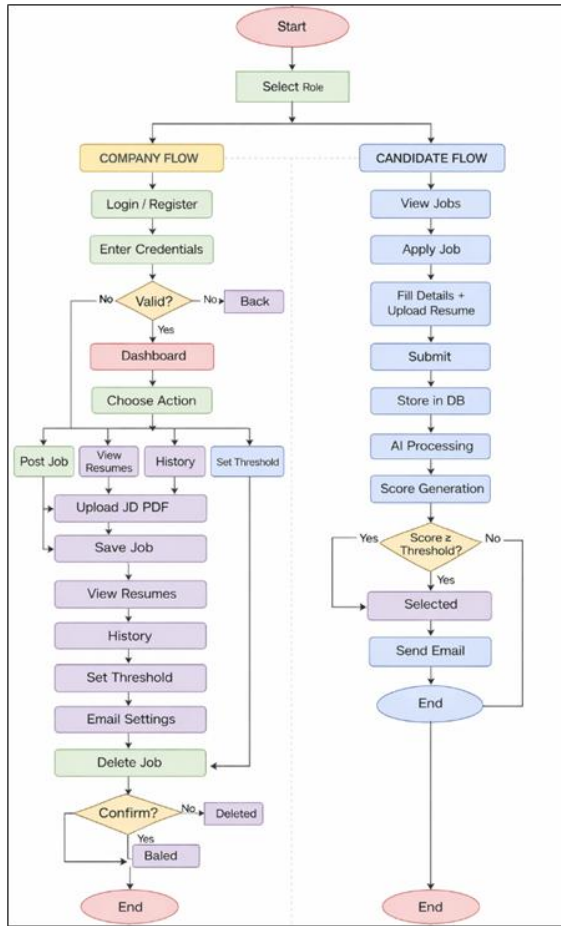 Start
Select Role
COMPANY FLOW
CANDIDATE FLOW
Login / Register
View Jobs
Enter Credentials
Apply Job
No
Valid?
No
Back
Yes
Fill Details +
Upload Resume
Dashboard
Submit
Choose Action
Store in DB
Post Job
View
Resumes
History
Set Threshold
AI Processing
Upload JD PDF
Score Generation
Save Job
Yes
Score ≥
Threshold?
No
Yes
View Resumes
Selected
History
Send Email
Set Threshold
End
Email Settings
Delete Job
Confirm?
No
Deleted
Yes
Baled
End
End